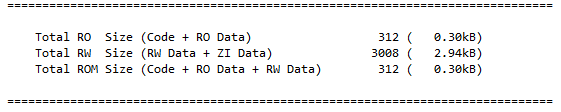 ==============================================================================
Total RO  Size (Code + RO Data)                  312 (   0.30kB)
Total RW  Size (RW Data + ZI Data)              3008 (   2.94kB)
Total ROM Size (Code + RO Data + RW Data)        312 (   0.30kB)
==============================================================================